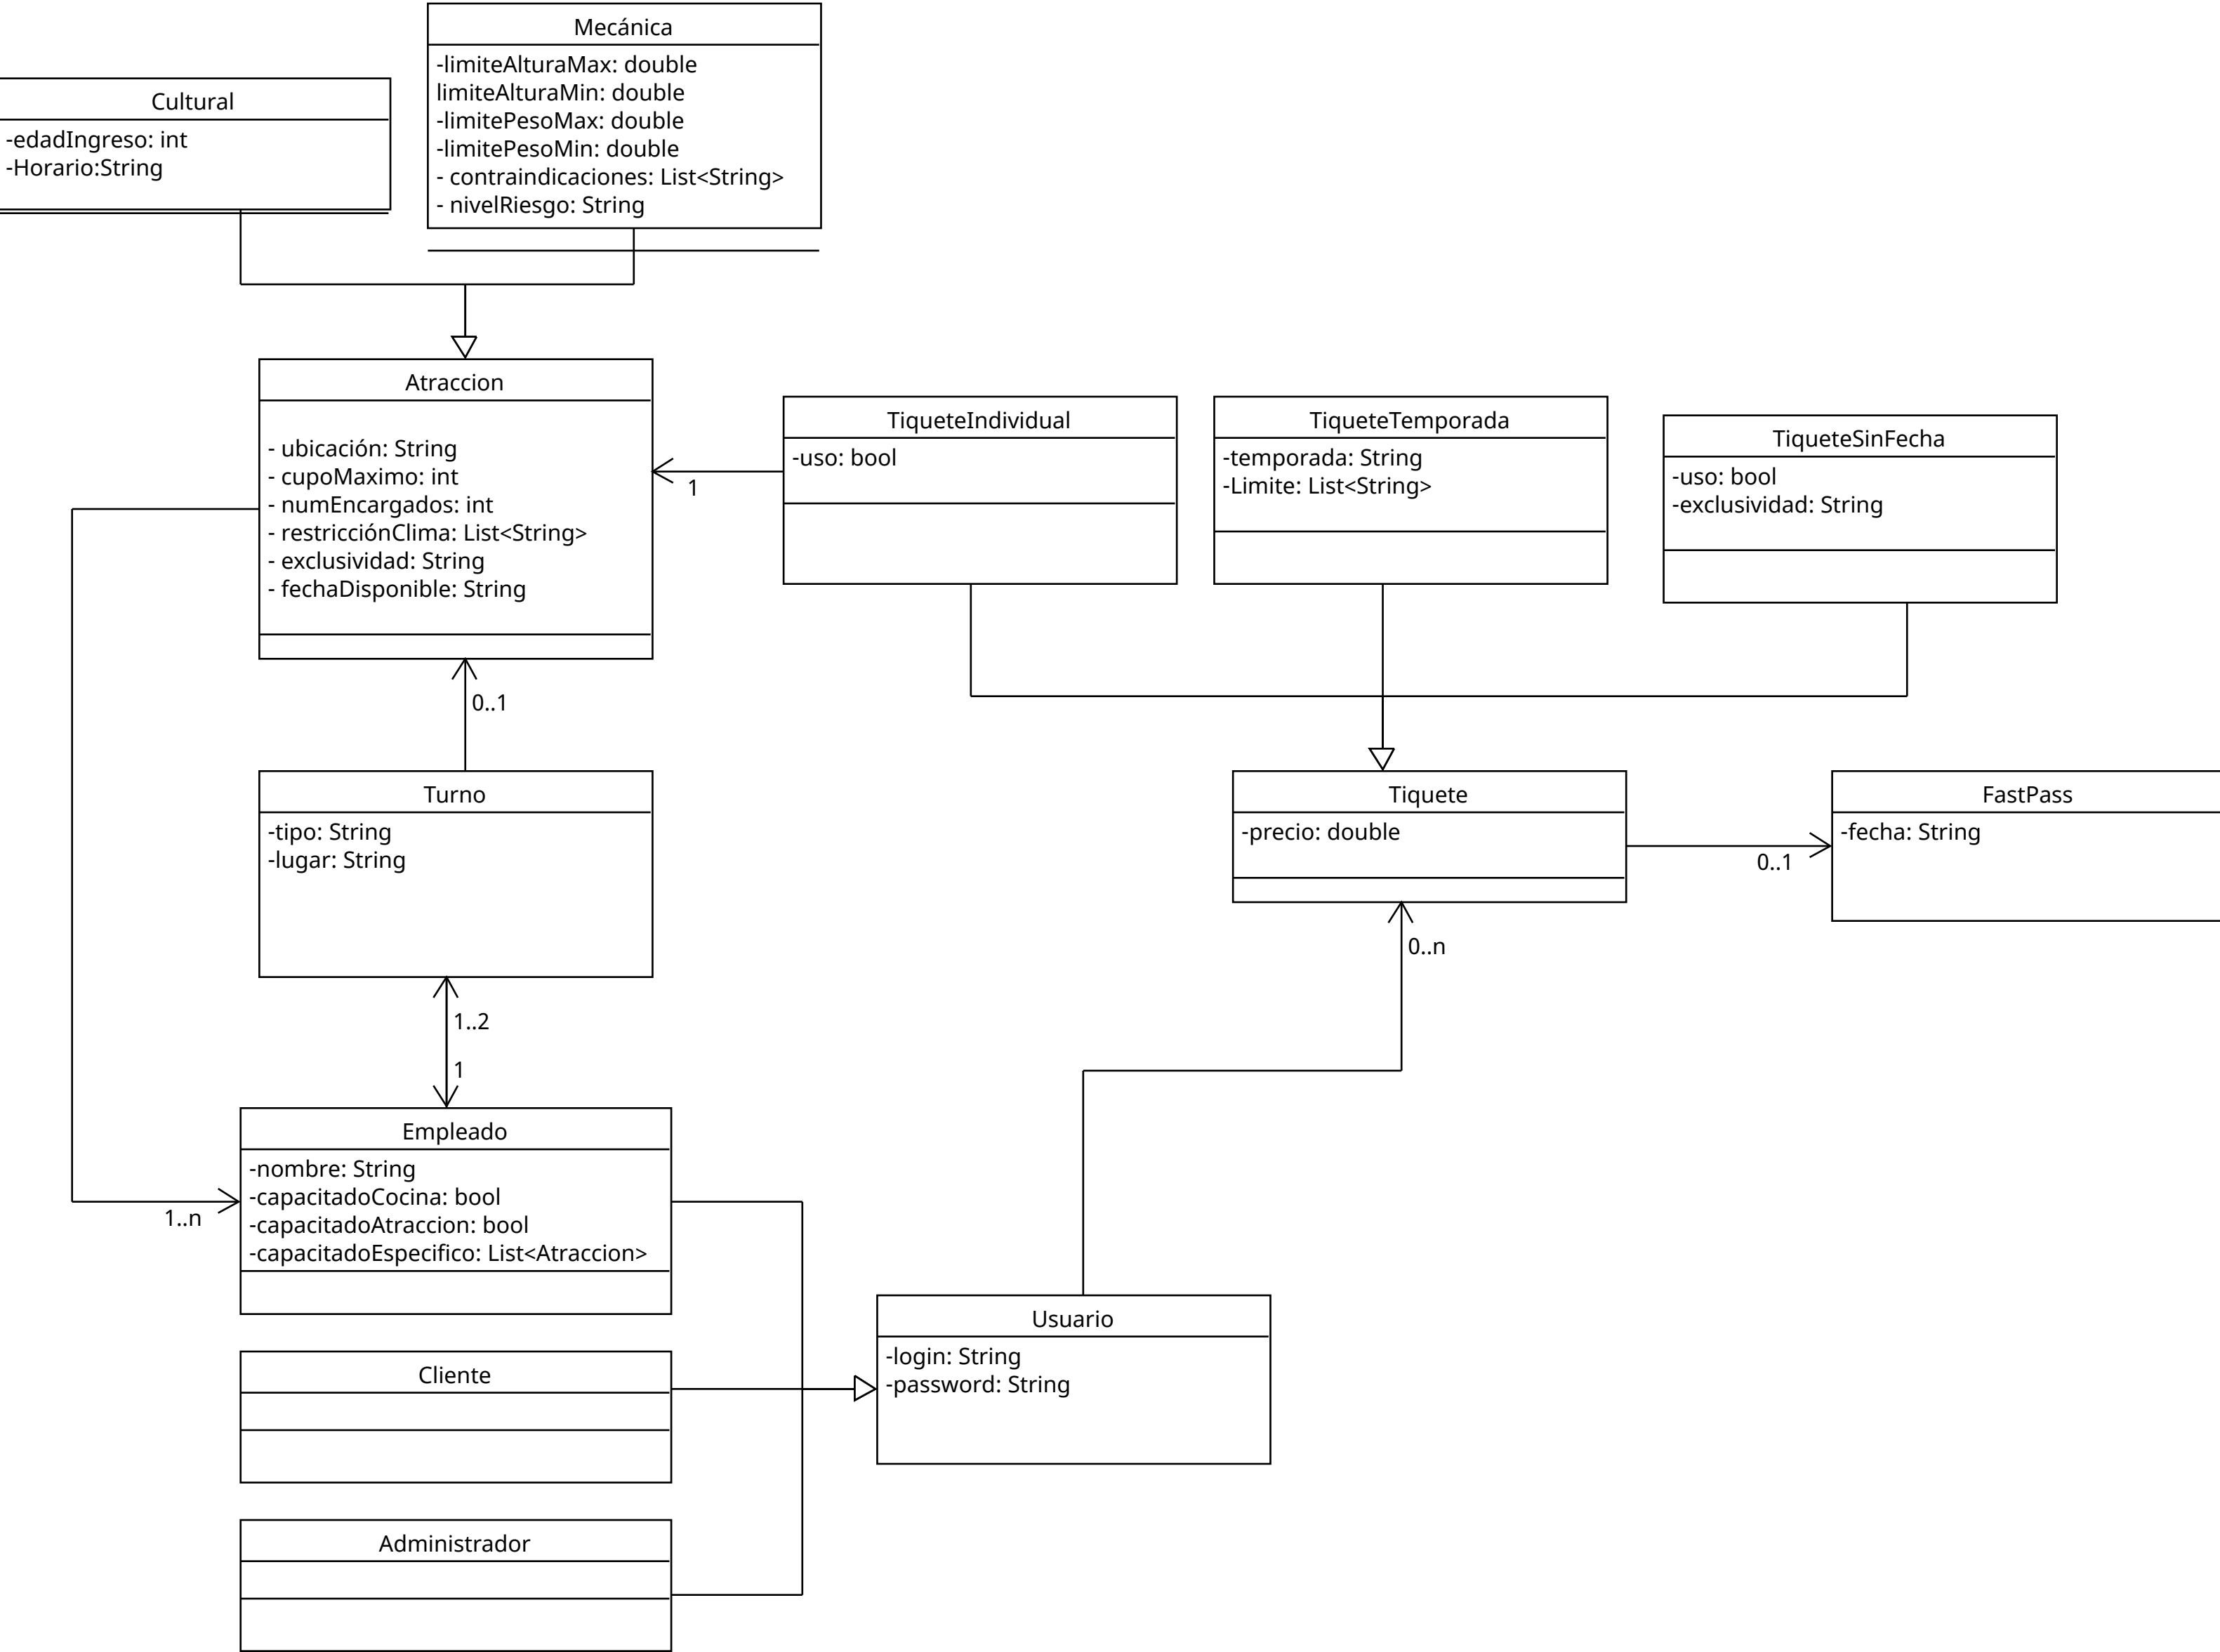 Mecánica
-limiteAlturaMax: double
limiteAlturaMin: double
-limitePesoMax: double
-limitePesoMin: double
- contraindicaciones: List<String>
- nivelRiesgo: String
Cultural
-edadIngreso: int
-Horario:String
Atraccion
- ubicación: String
- cupoMaximo: int
- numEncargados: int
- restricciónClima: List<String>
- exclusividad: String
- fechaDisponible: String
TiqueteIndividual
-uso: bool
1
TiqueteTemporada
-temporada: String
-Limite: List<String>
TiqueteSinFecha
-uso: bool
-exclusividad: String
0..1
Turno
-tipo: String
-lugar: String
Tiquete
-precio: double
0..1
FastPass
-fecha: String
0..n
1..2
1
Empleado
-nombre: String
-capacitadoCocina: bool
-capacitadoAtraccion: bool
-capacitadoEspecifico: List<Atraccion>
1..n
Usuario
-login: String
-password: String
Cliente
Administrador